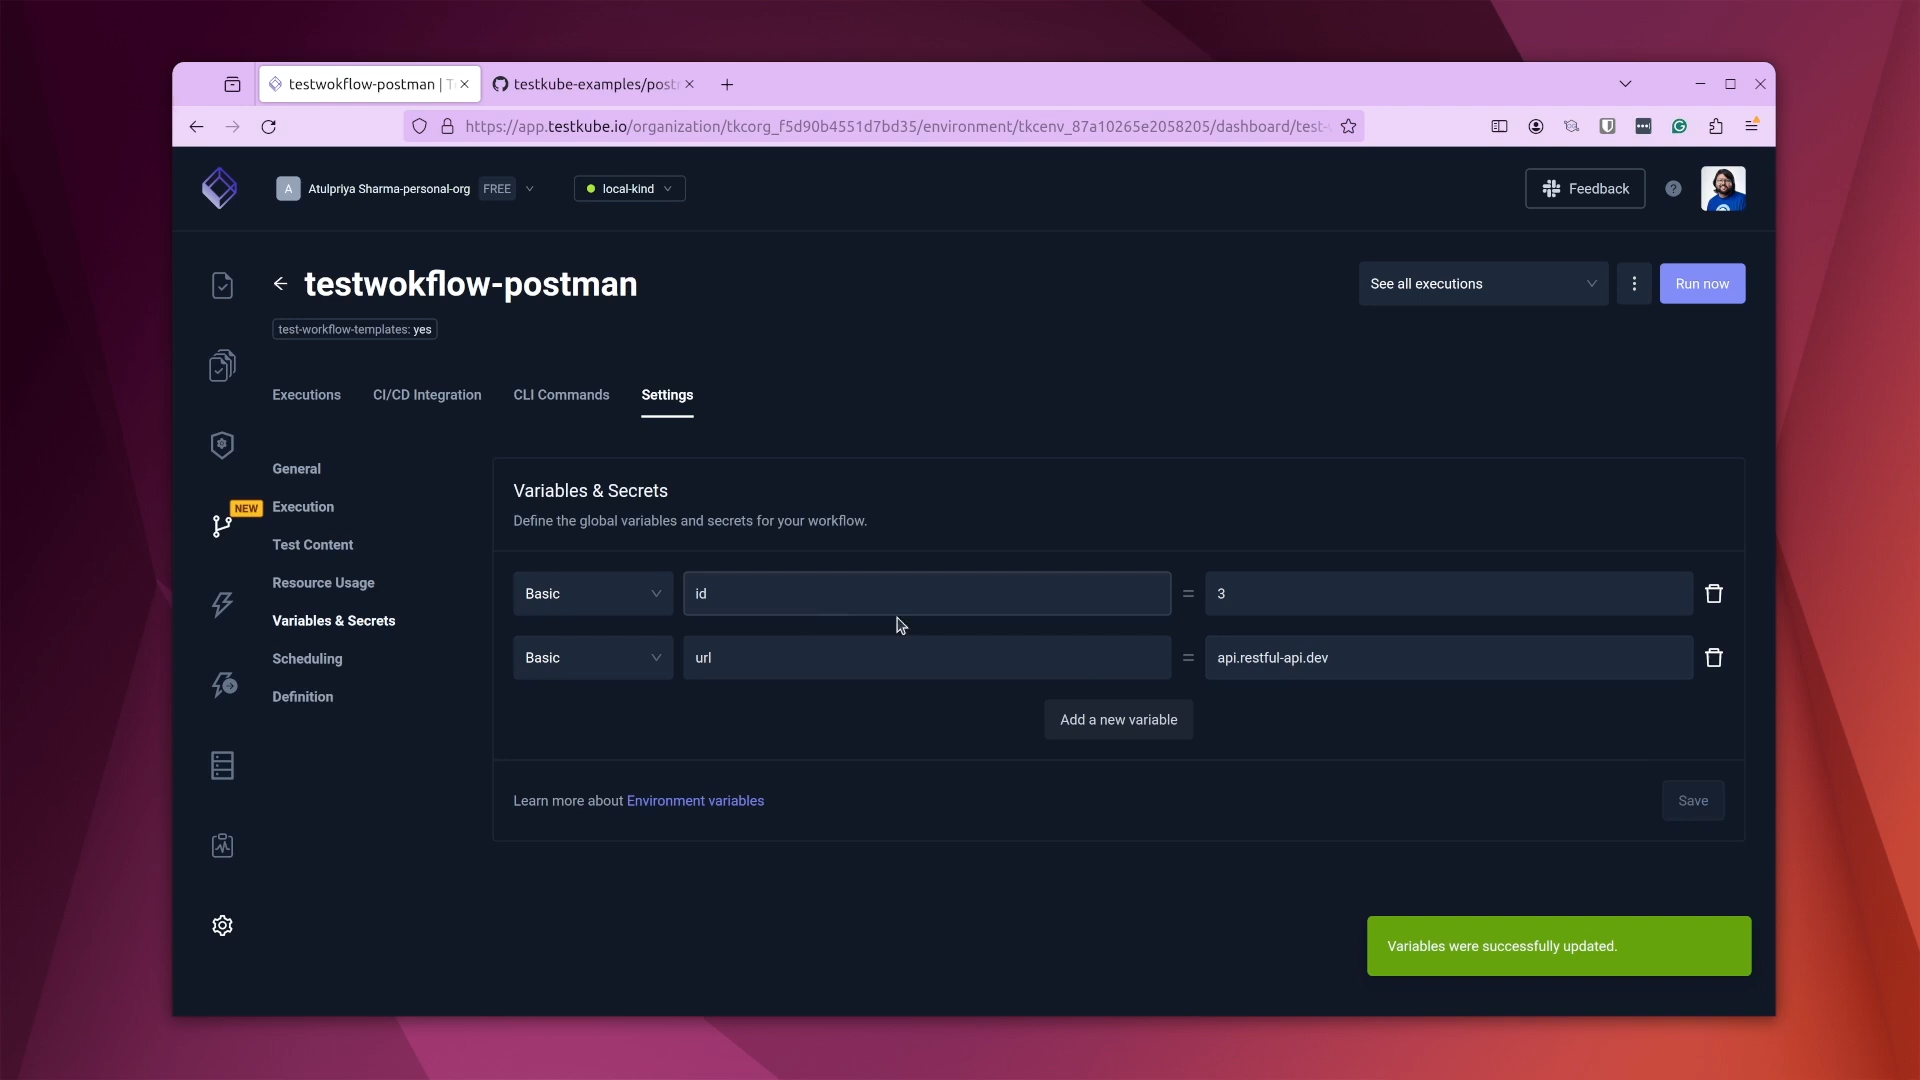 testwokflow-postman | T
testkube-examples/post
https://app.testkube.io/organization/tkcorg_f5d90b4551d7bd35/environment/tkcenv_87a10265e2058205/dashboard/test-
A
Atulpriya Sharma-personal-org
FREE
local-kind
Feedback
?
testwokflow-postman
See all executions
Run now
test-workflow-templates: yes
Executions
CI/CD Integration
CLI Commands
Settings
NEW
General
Execution
Test Content
Resource Usage
Variables & Secrets
Scheduling
Definition
Variables & Secrets
Define the global variables and secrets for your workflow.
Basic
id
=
3
Basic
url
=
api.restful-api.dev
Add a new variable
Learn more about Environment variables
Save
Variables were successfully updated.